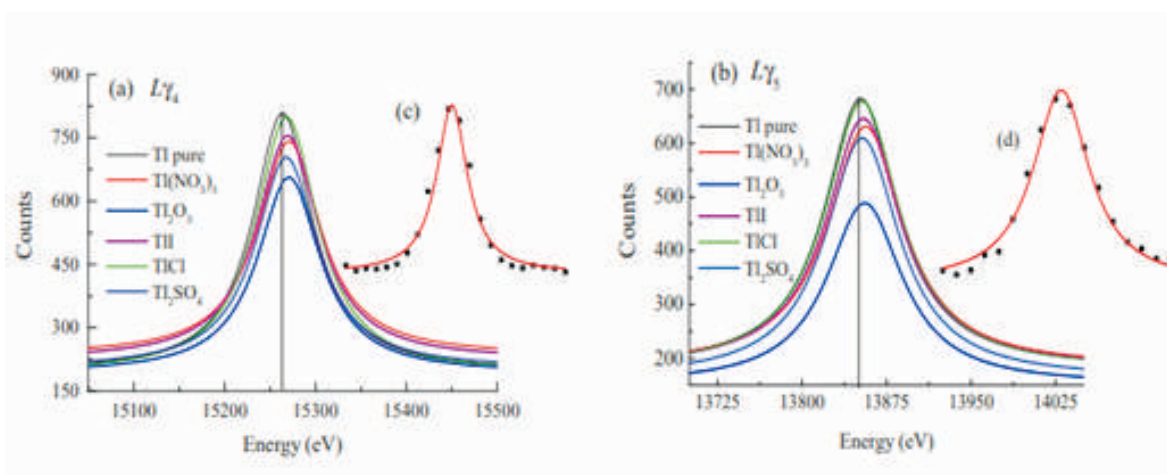 (a) Lγ₄
(c)
Tl pure
Tl(NO₃)₃
Tl₂O₃
TlI
TlCl
Tl₂SO₄
Counts
900
750
600
450
300
150
15100 15200 15300 15400 15500
Energy (eV)
(b) Lγ₅
(d)
Tl pure
Tl(NO₃)₃
Tl₂O₃
TlI
TlCl
Tl₂SO₄
Counts
700
600
500
400
300
200
13725 13800 13875 13950 14025
Energy (eV)